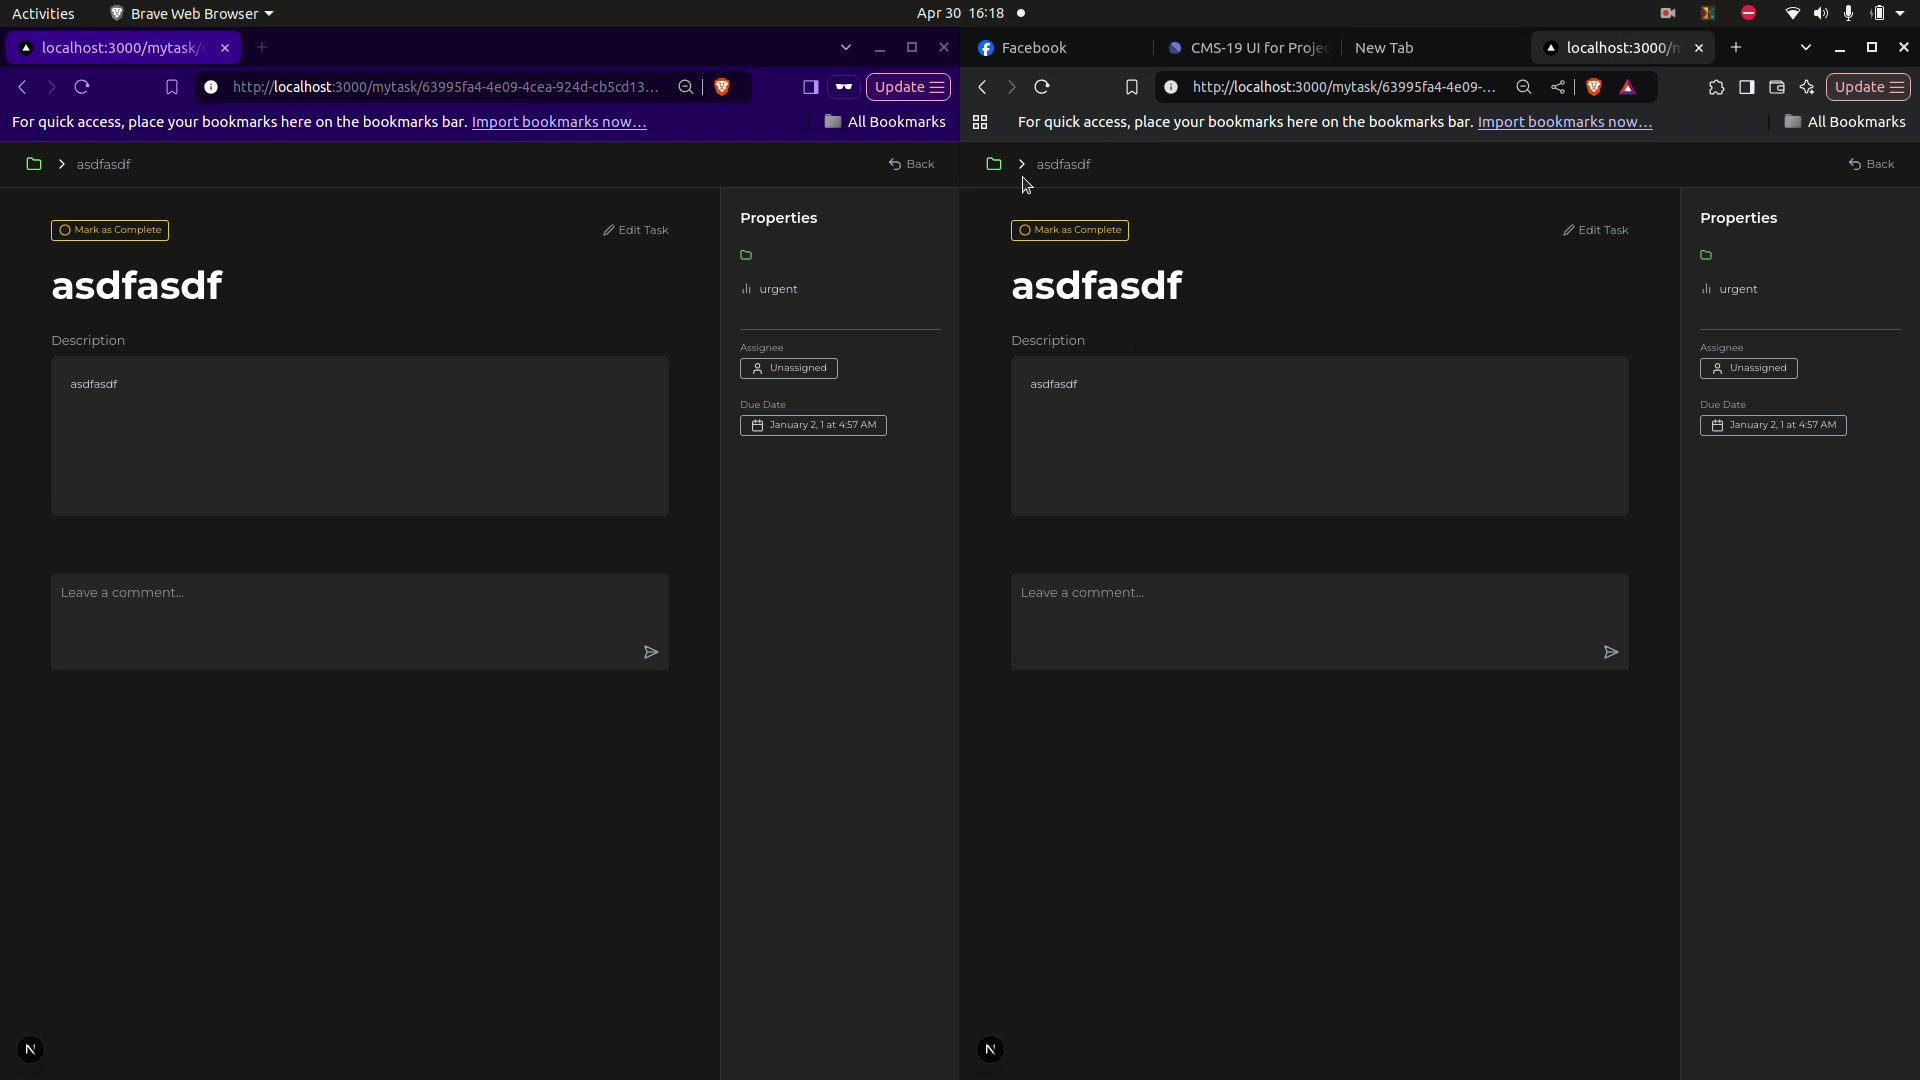 Activities Brave Web Browser Apr 30 16:18
localhost:3000/mytask/
http://localhost:3000/mytask/63995fa4-4e09-4cea-924d-cb5cd13... Update
For quick access, place your bookmarks here on the bookmarks bar. Import bookmarks now... All Bookmarks
asdfasdf Back
Mark as Complete Edit Task
asdfasdf
Description
asdfasdf
Leave a comment...
Properties
urgent
Assignee
Unassigned
Due Date
January 2, 1 at 4:57 AM
N
Facebook CMS-19 UI for Projec New Tab localhost:3000/m
http://localhost:3000/mytask/63995fa4-4e09-... Update
For quick access, place your bookmarks here on the bookmarks bar. Import bookmarks now... All Bookmarks
asdfasdf Back
Mark as Complete Edit Task
asdfasdf
Description
asdfasdf
Leave a comment...
Properties
urgent
Assignee
Unassigned
Due Date
January 2, 1 at 4:57 AM
N